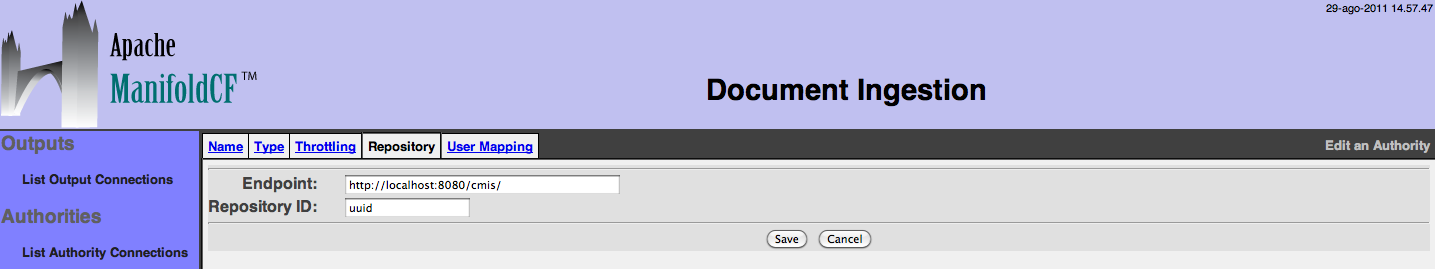 29-ago-2011 14.57.47
Apache
ManifoldCF™
Document Ingestion
Outputs
List Output Connections
Authorities
List Authority Connections
Name Type Throttling Repository User Mapping Edit an Authority
Endpoint: http://localhost:8080/cmis/
Repository ID: uuid
Save Cancel